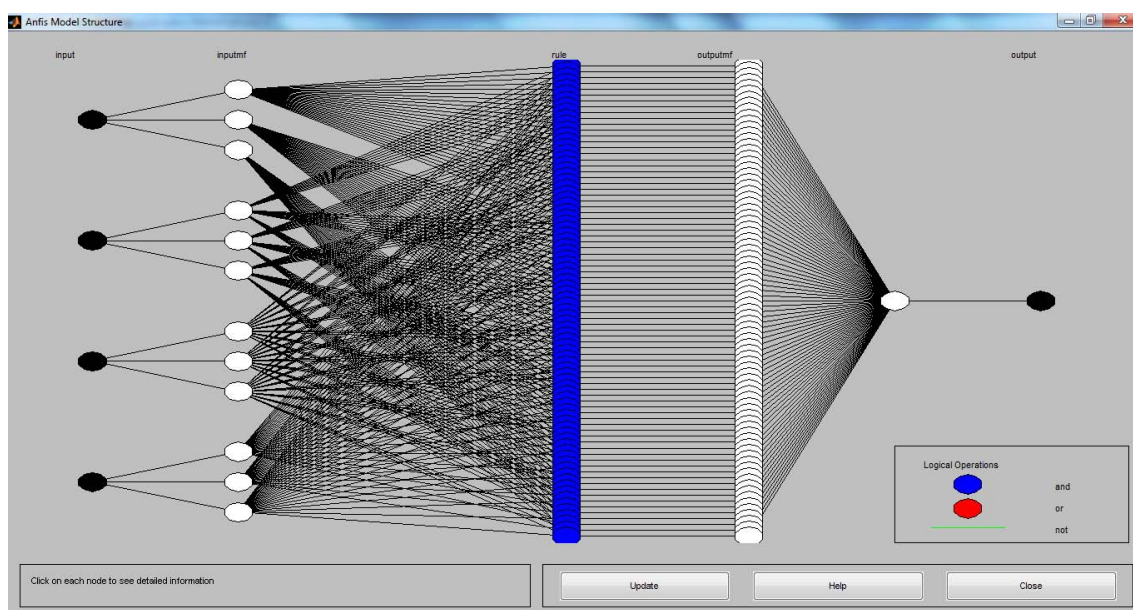 Anfis Model Structure
input inputmf rule outputmf output
Logical Operations
and
or
not
Click on each node to see detailed information
Update Help Close